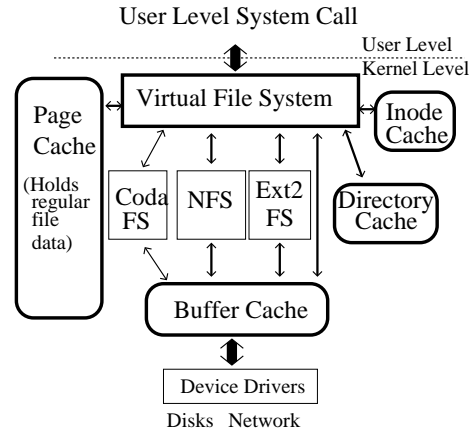 User Level System Call
User Level
Kernel Level
Virtual File System
Page
Cache
(Holds
regular
file
data)
Inode
Cache
Coda
FS
NFS
Ext2
FS
Directory
Cache
Buffer Cache
Device Drivers
Disks Network